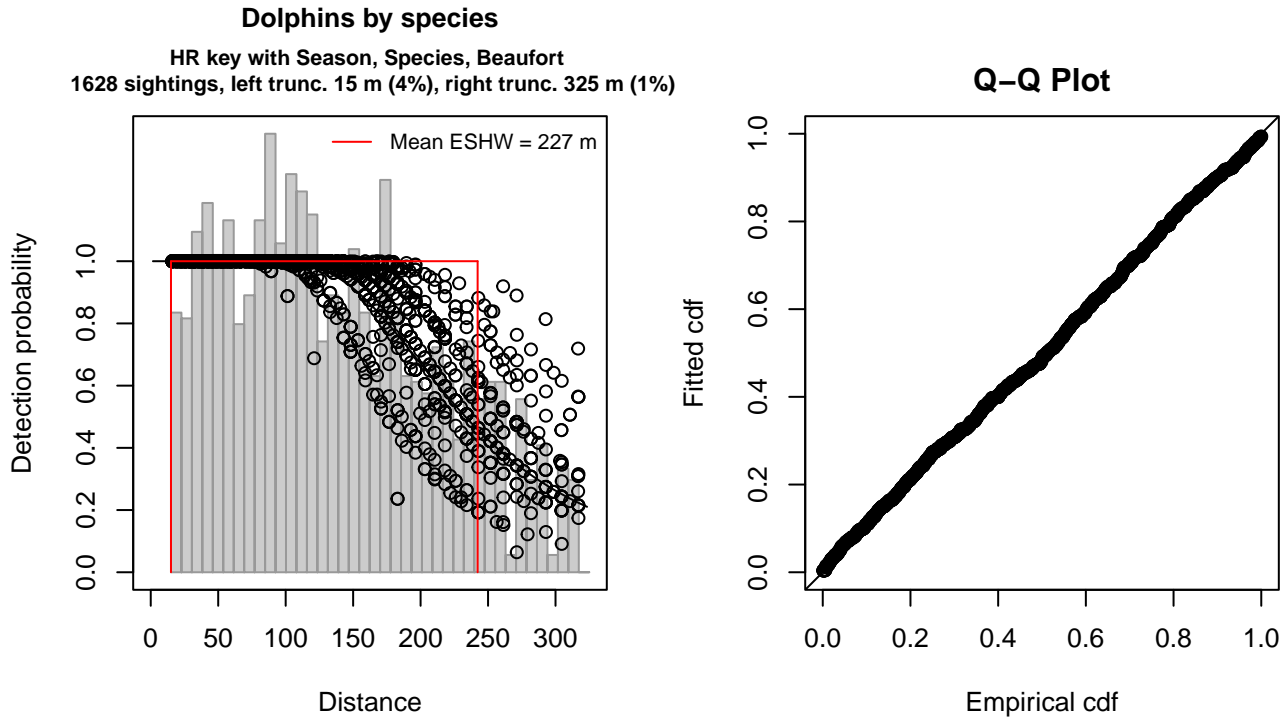 Dolphins by species
HR key with Season, Species, Beaufort
1628 sightings, left trunc. 15 m (4%), right trunc. 325 m (1%)
Mean ESHW = 227 m
Detection probability
0.0 0.2 0.4 0.6 0.8 1.0
0 50 100 150 200 250 300
Distance
Q−Q Plot
Fitted cdf
0.0 0.2 0.4 0.6 0.8 1.0
0.0 0.2 0.4 0.6 0.8 1.0
Empirical cdf